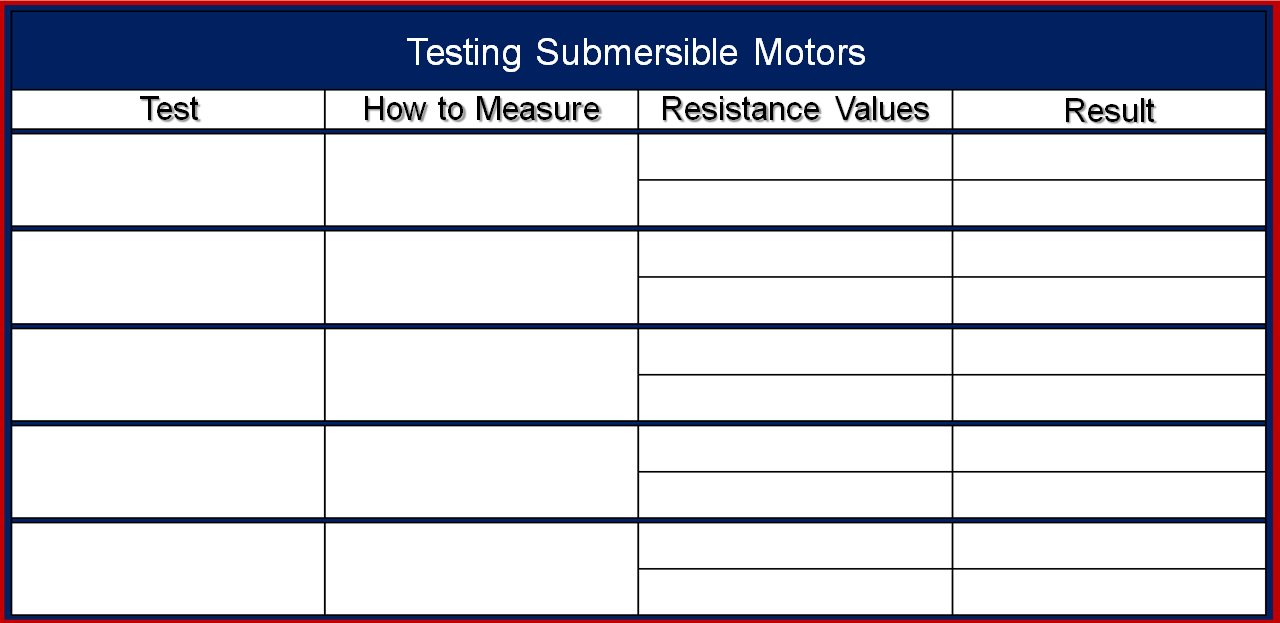 Testing Submersible Motors
Test How to Measure Resistance Values Result